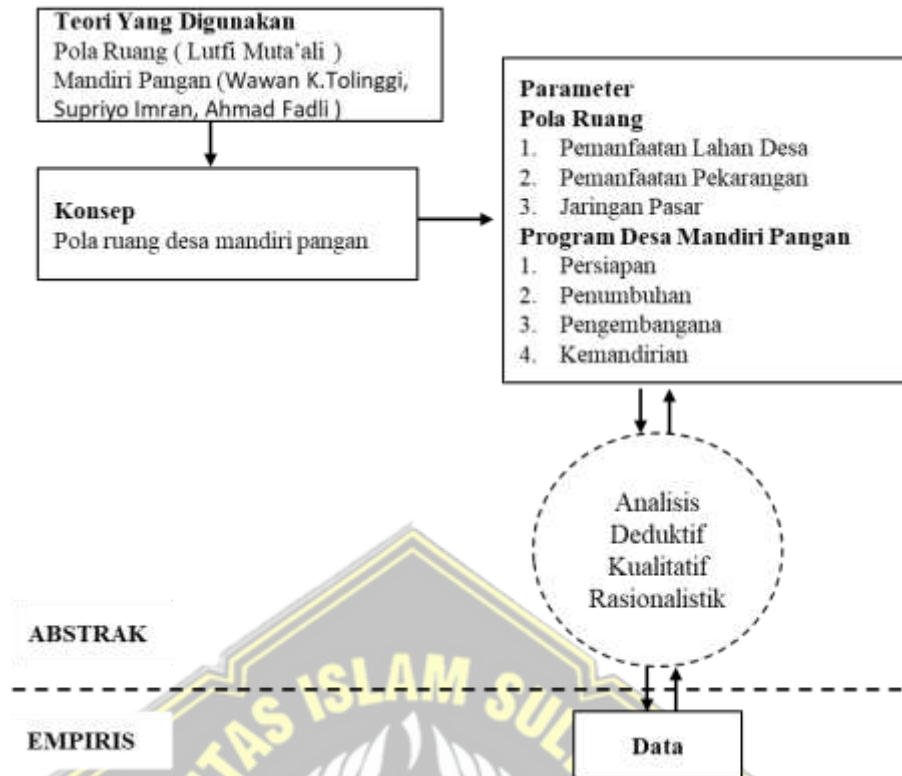 Teori Yang Digunakan
Pola Ruang ( Lutfi Muta’ali )
Mandiri Pangan (Wawan K.Tolinggi,
Supriyo Imran, Ahmad Fadli )
Konsep
Pola ruang desa mandiri pangan
Parameter
Pola Ruang
1. Pemanfaatan Lahan Desa
2. Pemanfaatan Pekarangan
3. Jaringan Pasar
Program Desa Mandiri Pangan
1. Persiapan
2. Penumbuhan
3. Pengembangana
4. Kemandirian
Analisis
Deduktif
Kualitatif
Rasionalistik
ABSTRAK
ISLAM
EMPIRIS
Data